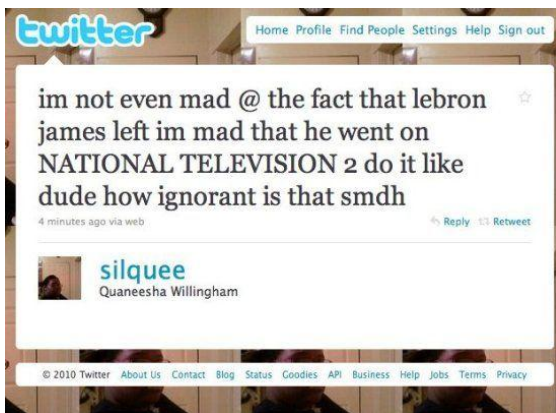 twitter
Home Profile Find People Settings Help Sign out
im not even mad @ the fact that lebron
james left im mad that he went on
NATIONAL TELEVISION 2 do it like
dude how ignorant is that smdh
4 minutes ago via web
Reply Retweet
silquee
Quaneesha Willingham
© 2010 Twitter About Us Contact Blog Status Goodies API Business Help Jobs Terms Privacy